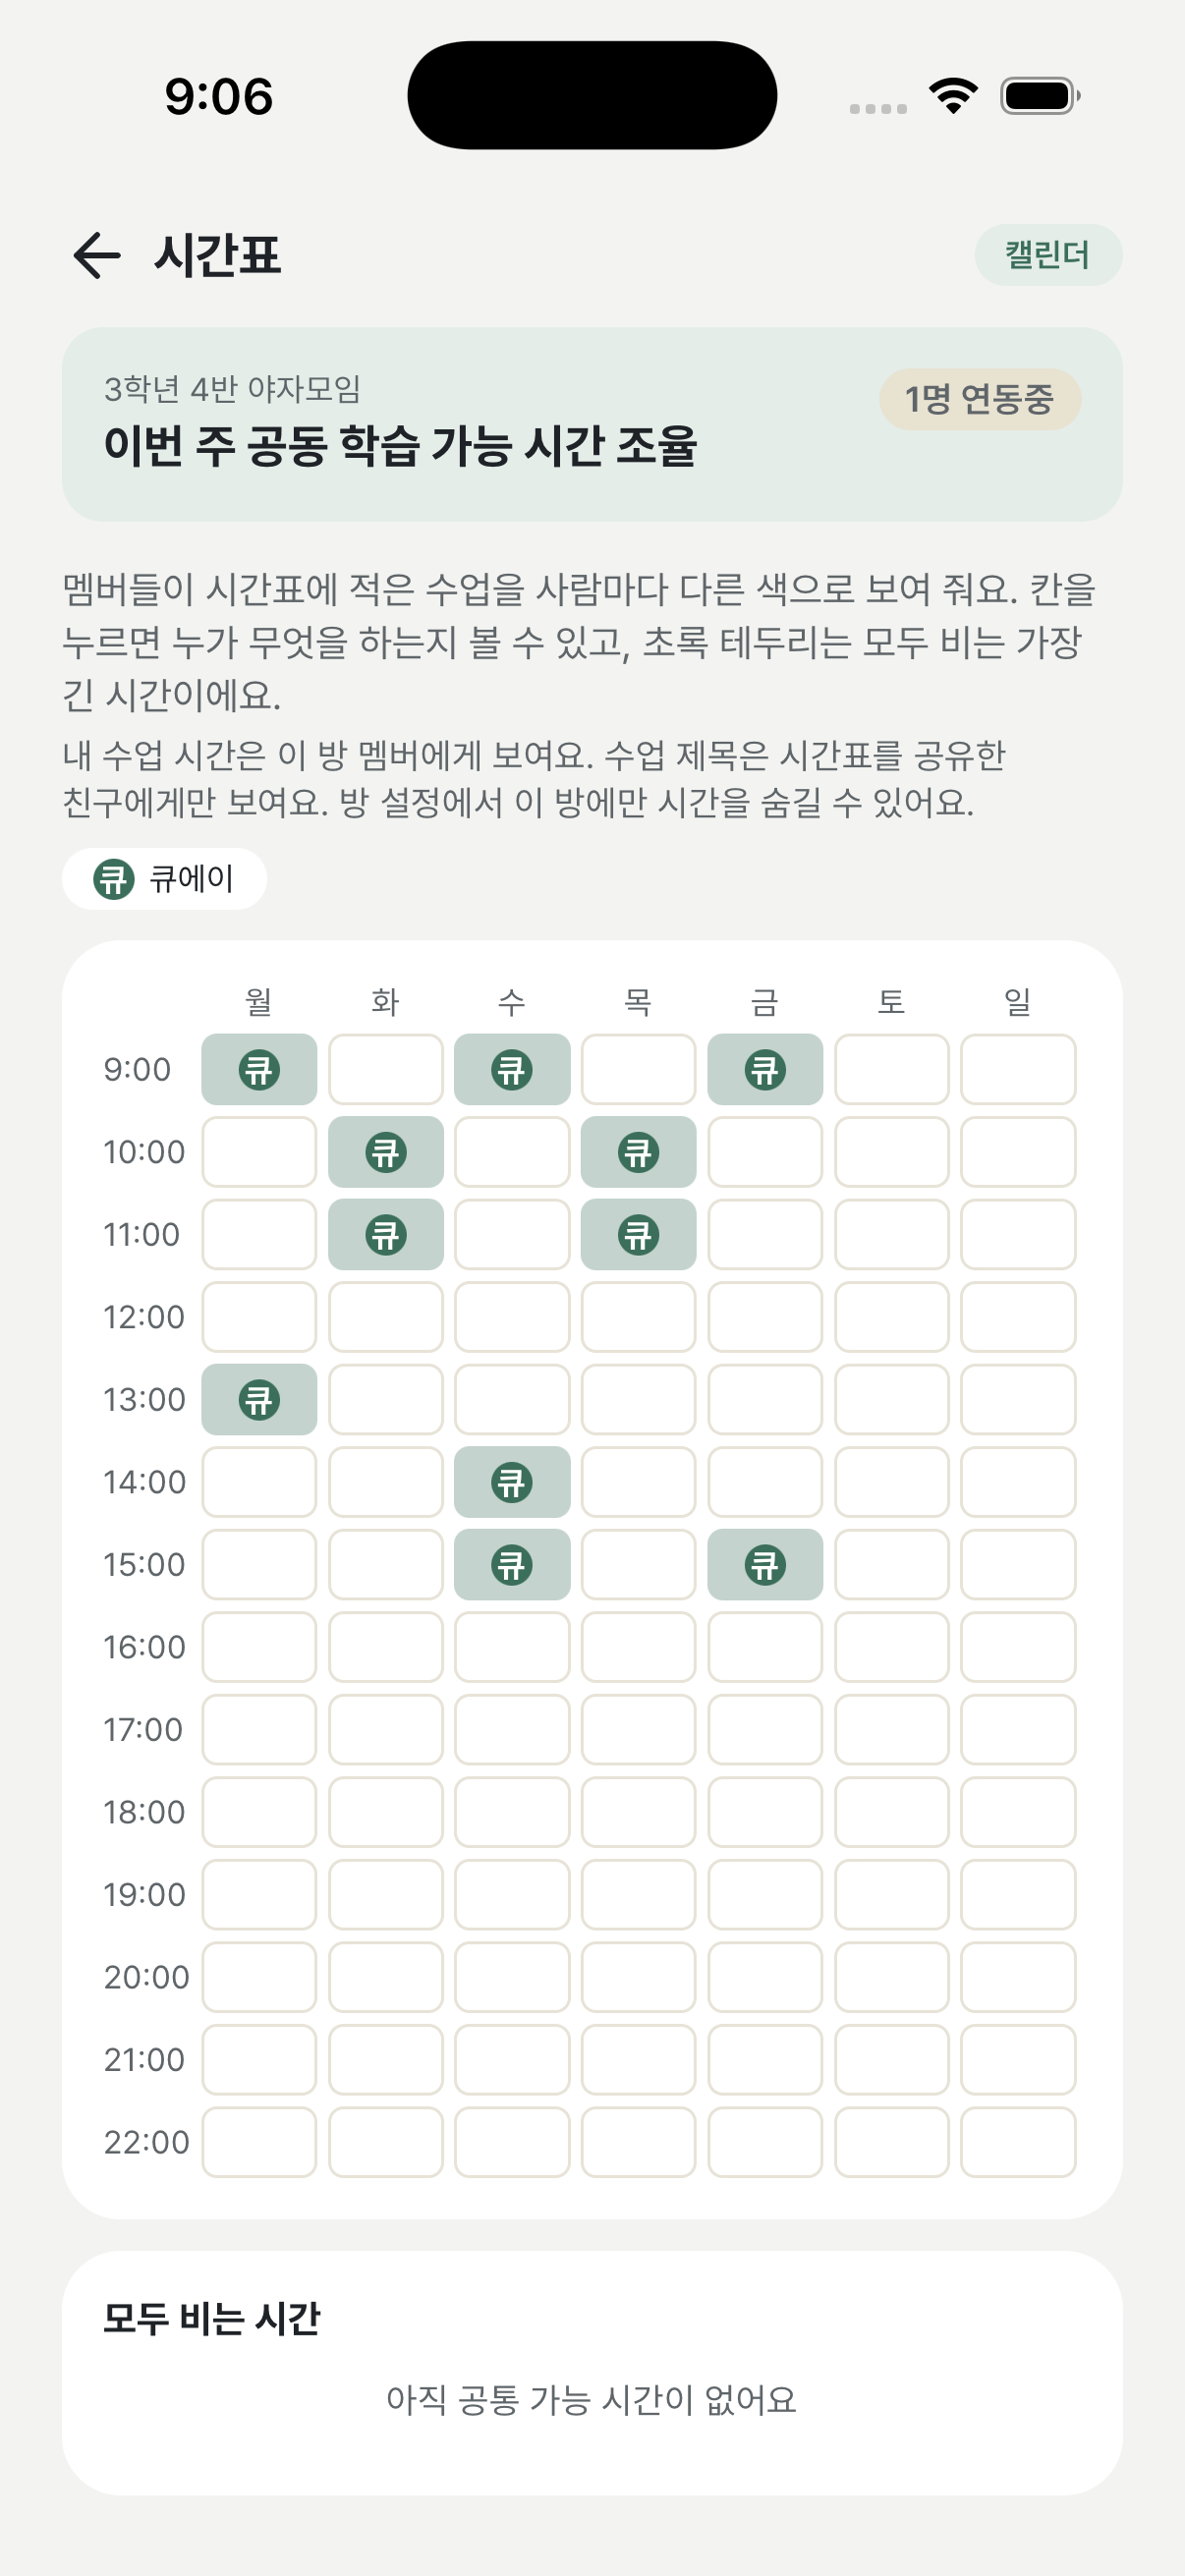 9:06
시간표
캘린더
3학년 4반 야자모임
1명 연동중
이번 주 공동 학습 가능 시간 조율
멤버들이 시간표에 적은 수업을 사람마다 다른 색으로 보여 줘요. 칸을
누르면 누가 무엇을 하는지 볼 수 있고, 초록 테두리는 모두 비는 가장
긴 시간이에요.
내 수업 시간은 이 방 멤버에게 보여요. 수업 제목은 시간표를 공유한
친구에게만 보여요. 방 설정에서 이 방에만 시간을 숨길 수 있어요.
큐 큐에이
월 화 수 목 금 토 일
9:00 큐 큐 큐
10:00 큐 큐
11:00 큐 큐
12:00
13:00 큐
14:00 큐
15:00 큐 큐
16:00
17:00
18:00
19:00
20:00
21:00
22:00
모두 비는 시간
아직 공통 가능 시간이 없어요